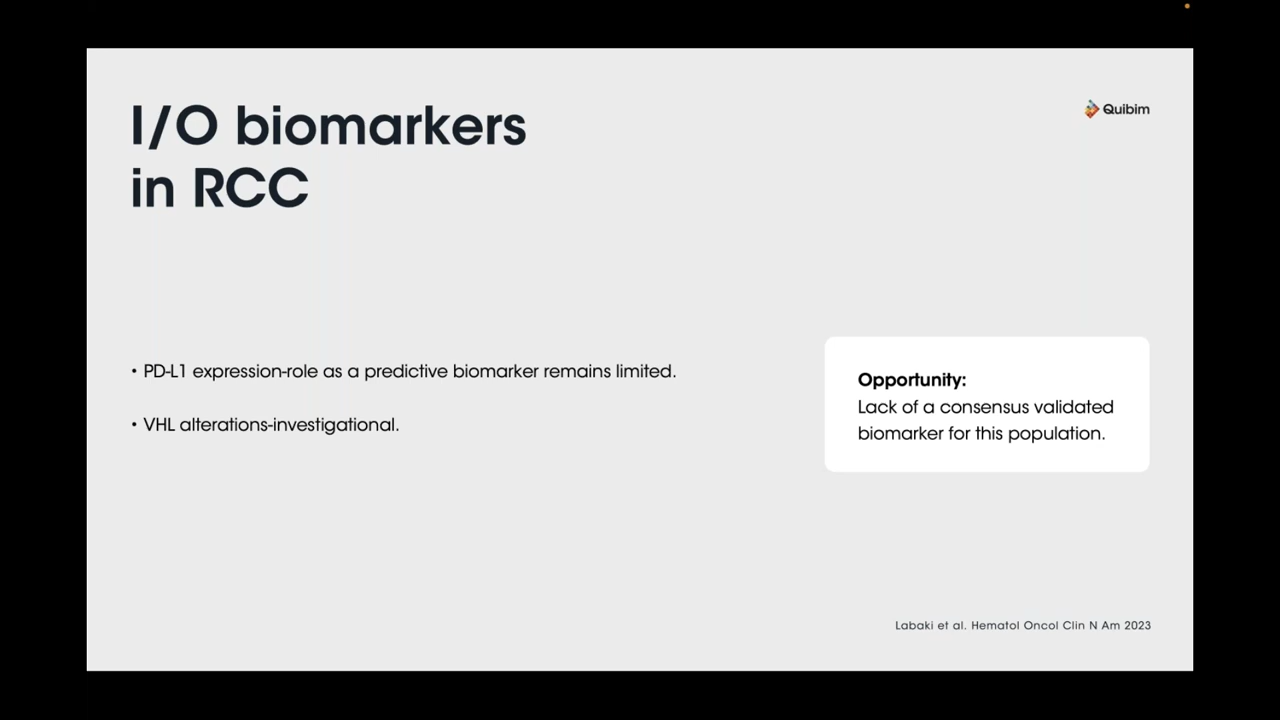 I/O biomarkers
in RCC
Quibim
• PD-L1 expression-role as a predictive biomarker remains limited.
• VHL alterations-investigational.
Opportunity:
Lack of a consensus validated
biomarker for this population.
Labaki et al. Hematol Oncol Clin N Am 2023